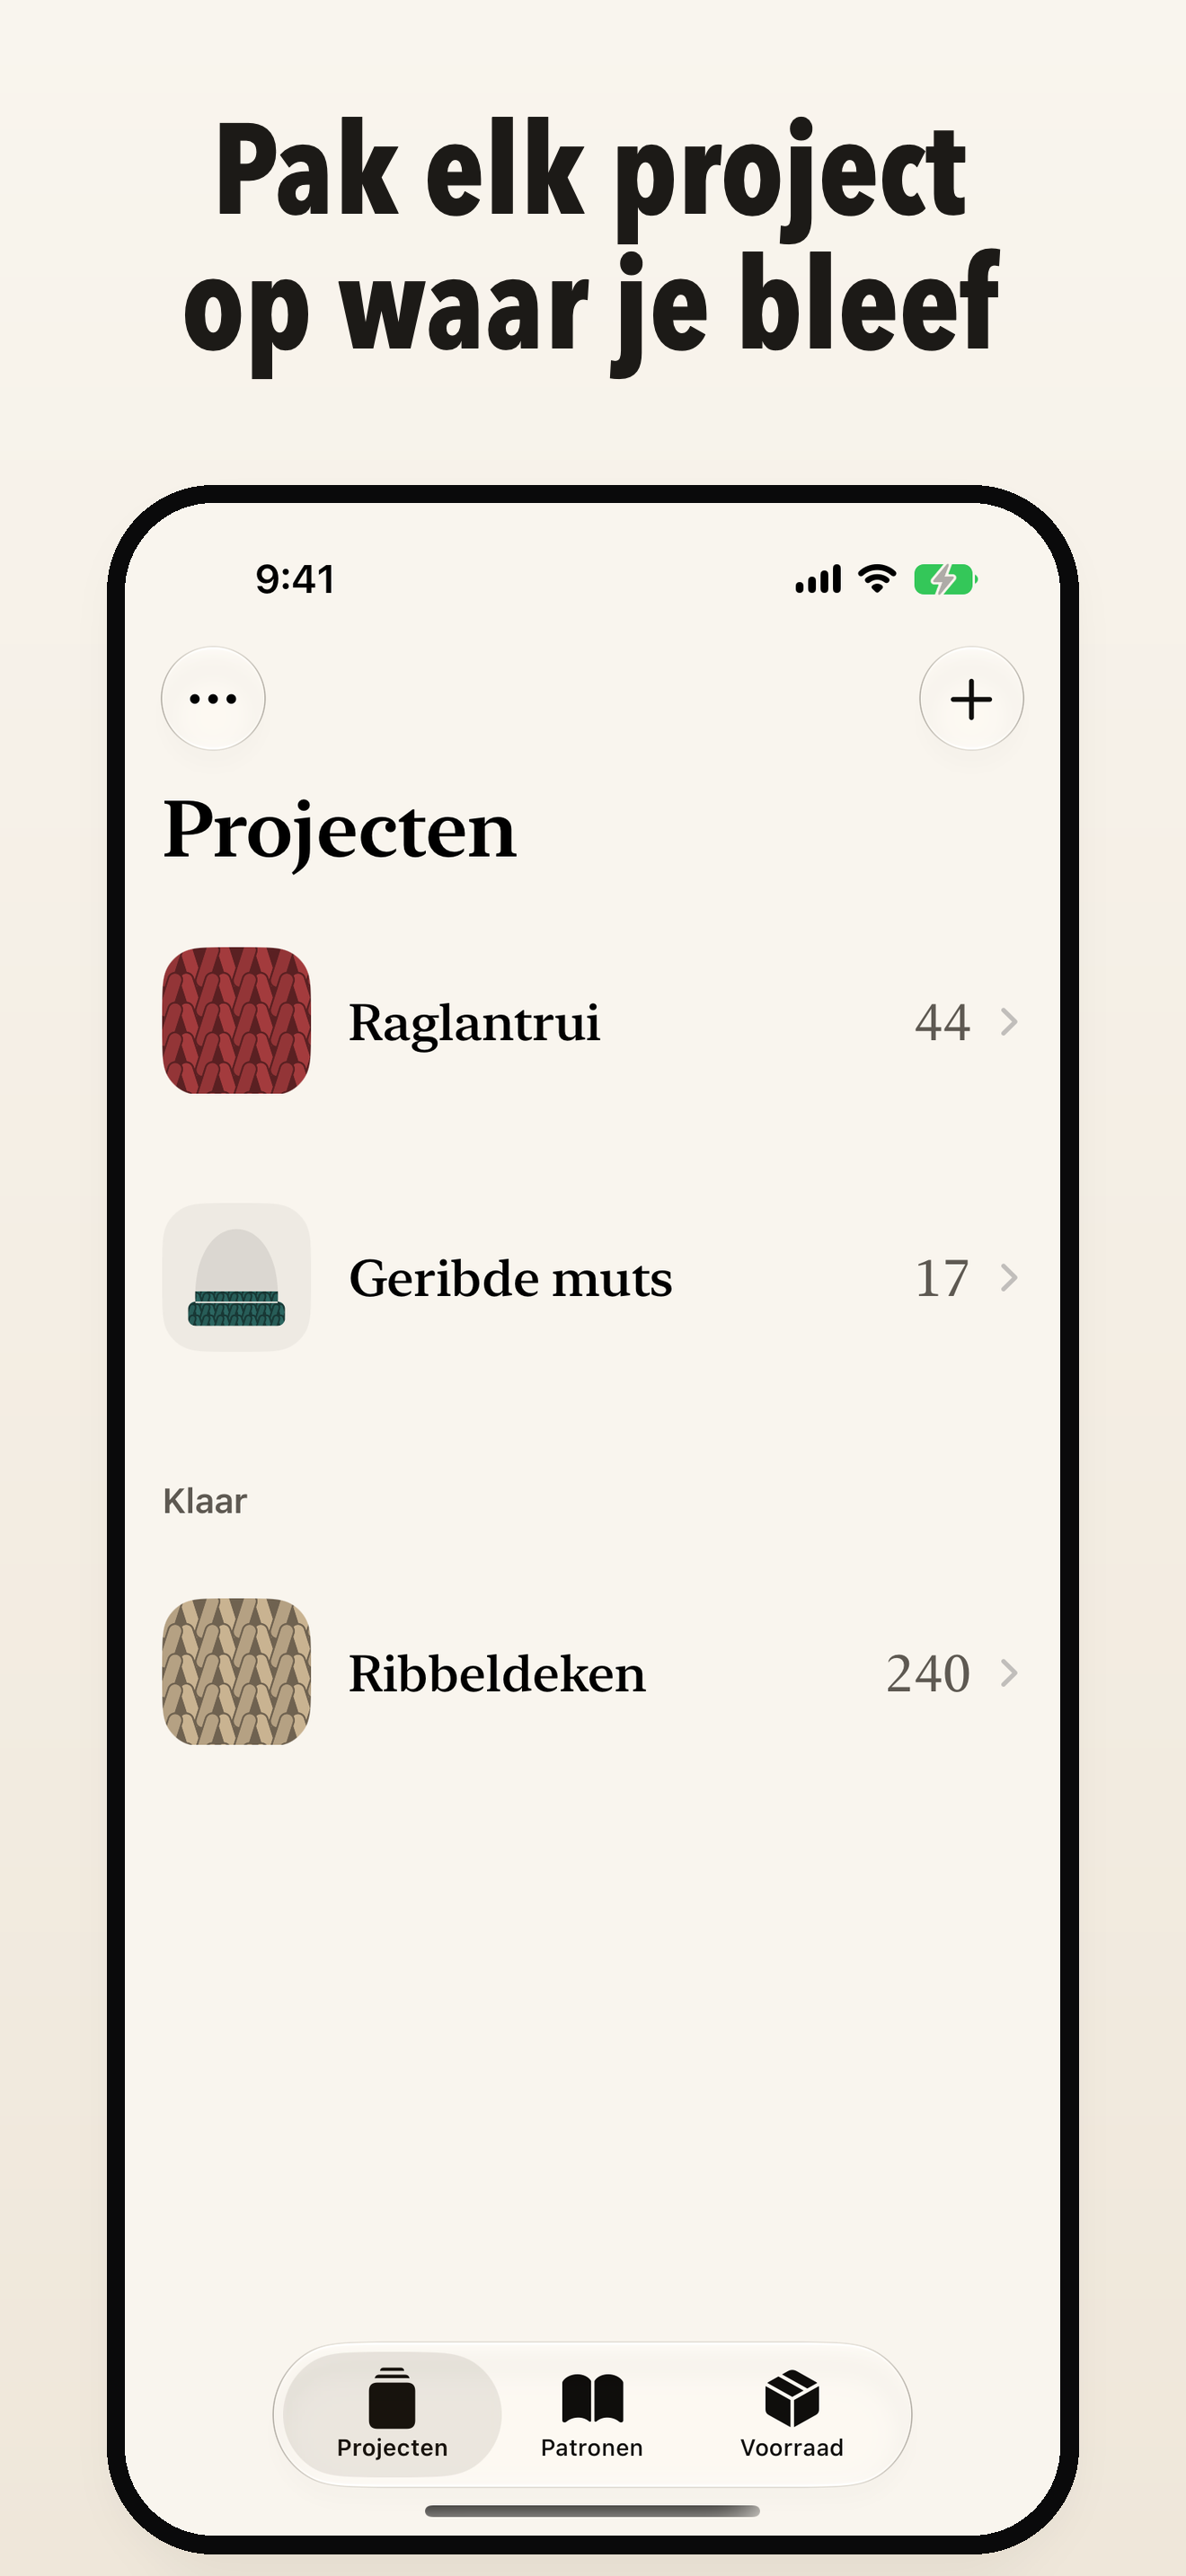 Pak elk project
op waar je bleef
9:41
Projecten
Raglantrui 44
Geribde muts 17
Klaar
Ribbeldeken 240
Projecten Patronen Voorraad